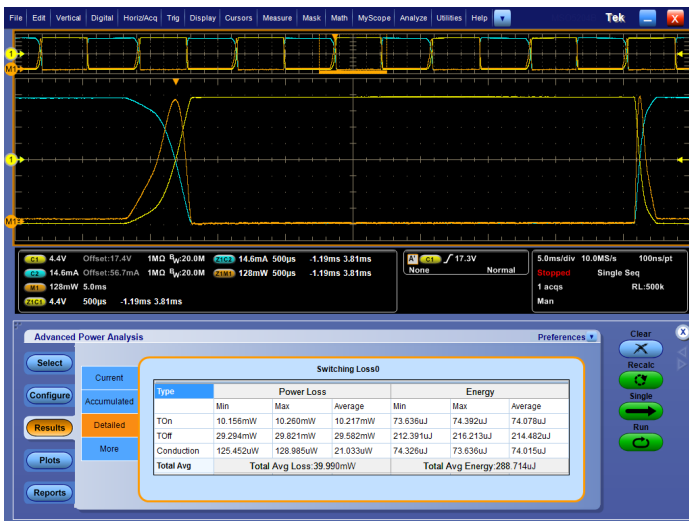 File Edit Vertical Digital Horiz/Acq Trig Display Cursors Measure Mask Math MyScope Analyze Utilities Help Tek X
1
M1
1
M1
C1 4.4V Offset:17.4V 1MΩ BW:20.0M Z1C2 14.6mA 500µs -1.19ms 3.81ms A' C1 17.3V 5.0ms/div 10.0MS/s 100ns/pt
C2 14.6mA Offset:56.7mA 1MΩ BW:20.0M Z1M1 128mW 500µs -1.19ms 3.81ms None Normal Stopped Single Seq
M1 128mW 5.0ms 1 acqs RL:500k
Z1C1 4.4V 500µs -1.19ms 3.81ms Man
Advanced Power Analysis Preferences Clear X
Select Recalc
Current Switching Loss0
Configure Accumulated Type Power Loss Energy Single
Min Max Average Min Max Average
Results Detailed TOn 10.156mW 10.260mW 10.217mW 73.636uJ 74.392uJ 74.078uJ Run
TOff 29.294mW 29.821mW 29.582mW 212.391uJ 216.213uJ 214.482uJ
More Conduction 125.452uW 128.985uW 21.033uW 74.326uJ 73.636uJ 74.015uJ
Plots Total Avg Total Avg Loss:39.990mW Total Avg Energy:288.714uJ
Reports